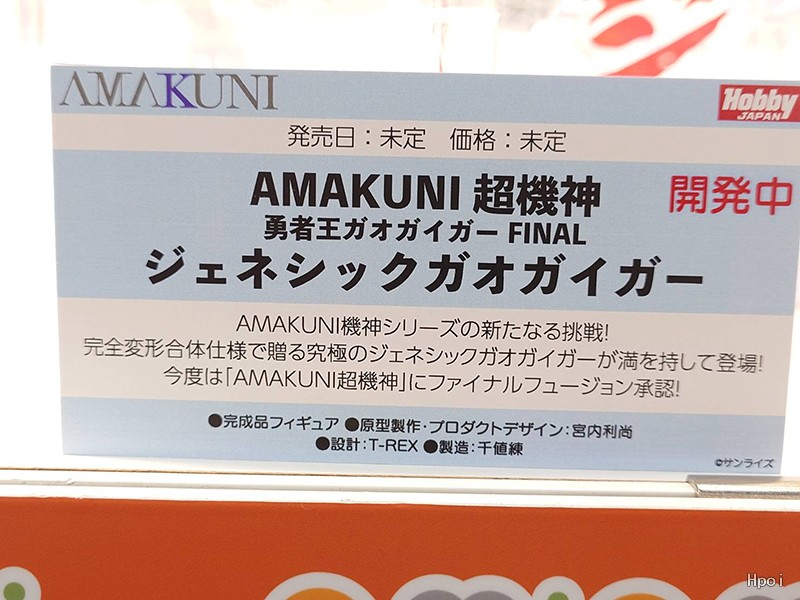 AMAKUNI
Hobby
JAPAN
発売日：未定　価格：未定
AMAKUNI 超機神
開発中
勇者王ガオガイガー FINAL
ジェネシックガオガイガー
AMAKUNI機神シリーズの新たなる挑戦!
完全変形合体仕様で贈る究極のジェネシックガオガイガーが満を持して登場!
今度は「AMAKUNI超機神」にファイナルフュージョン承認!
●完成品フィギュア ●原型製作・プロダクトデザイン：宮内利尚
●設計：T-REX ●製造：千値練
©サンライズ
Hpoi